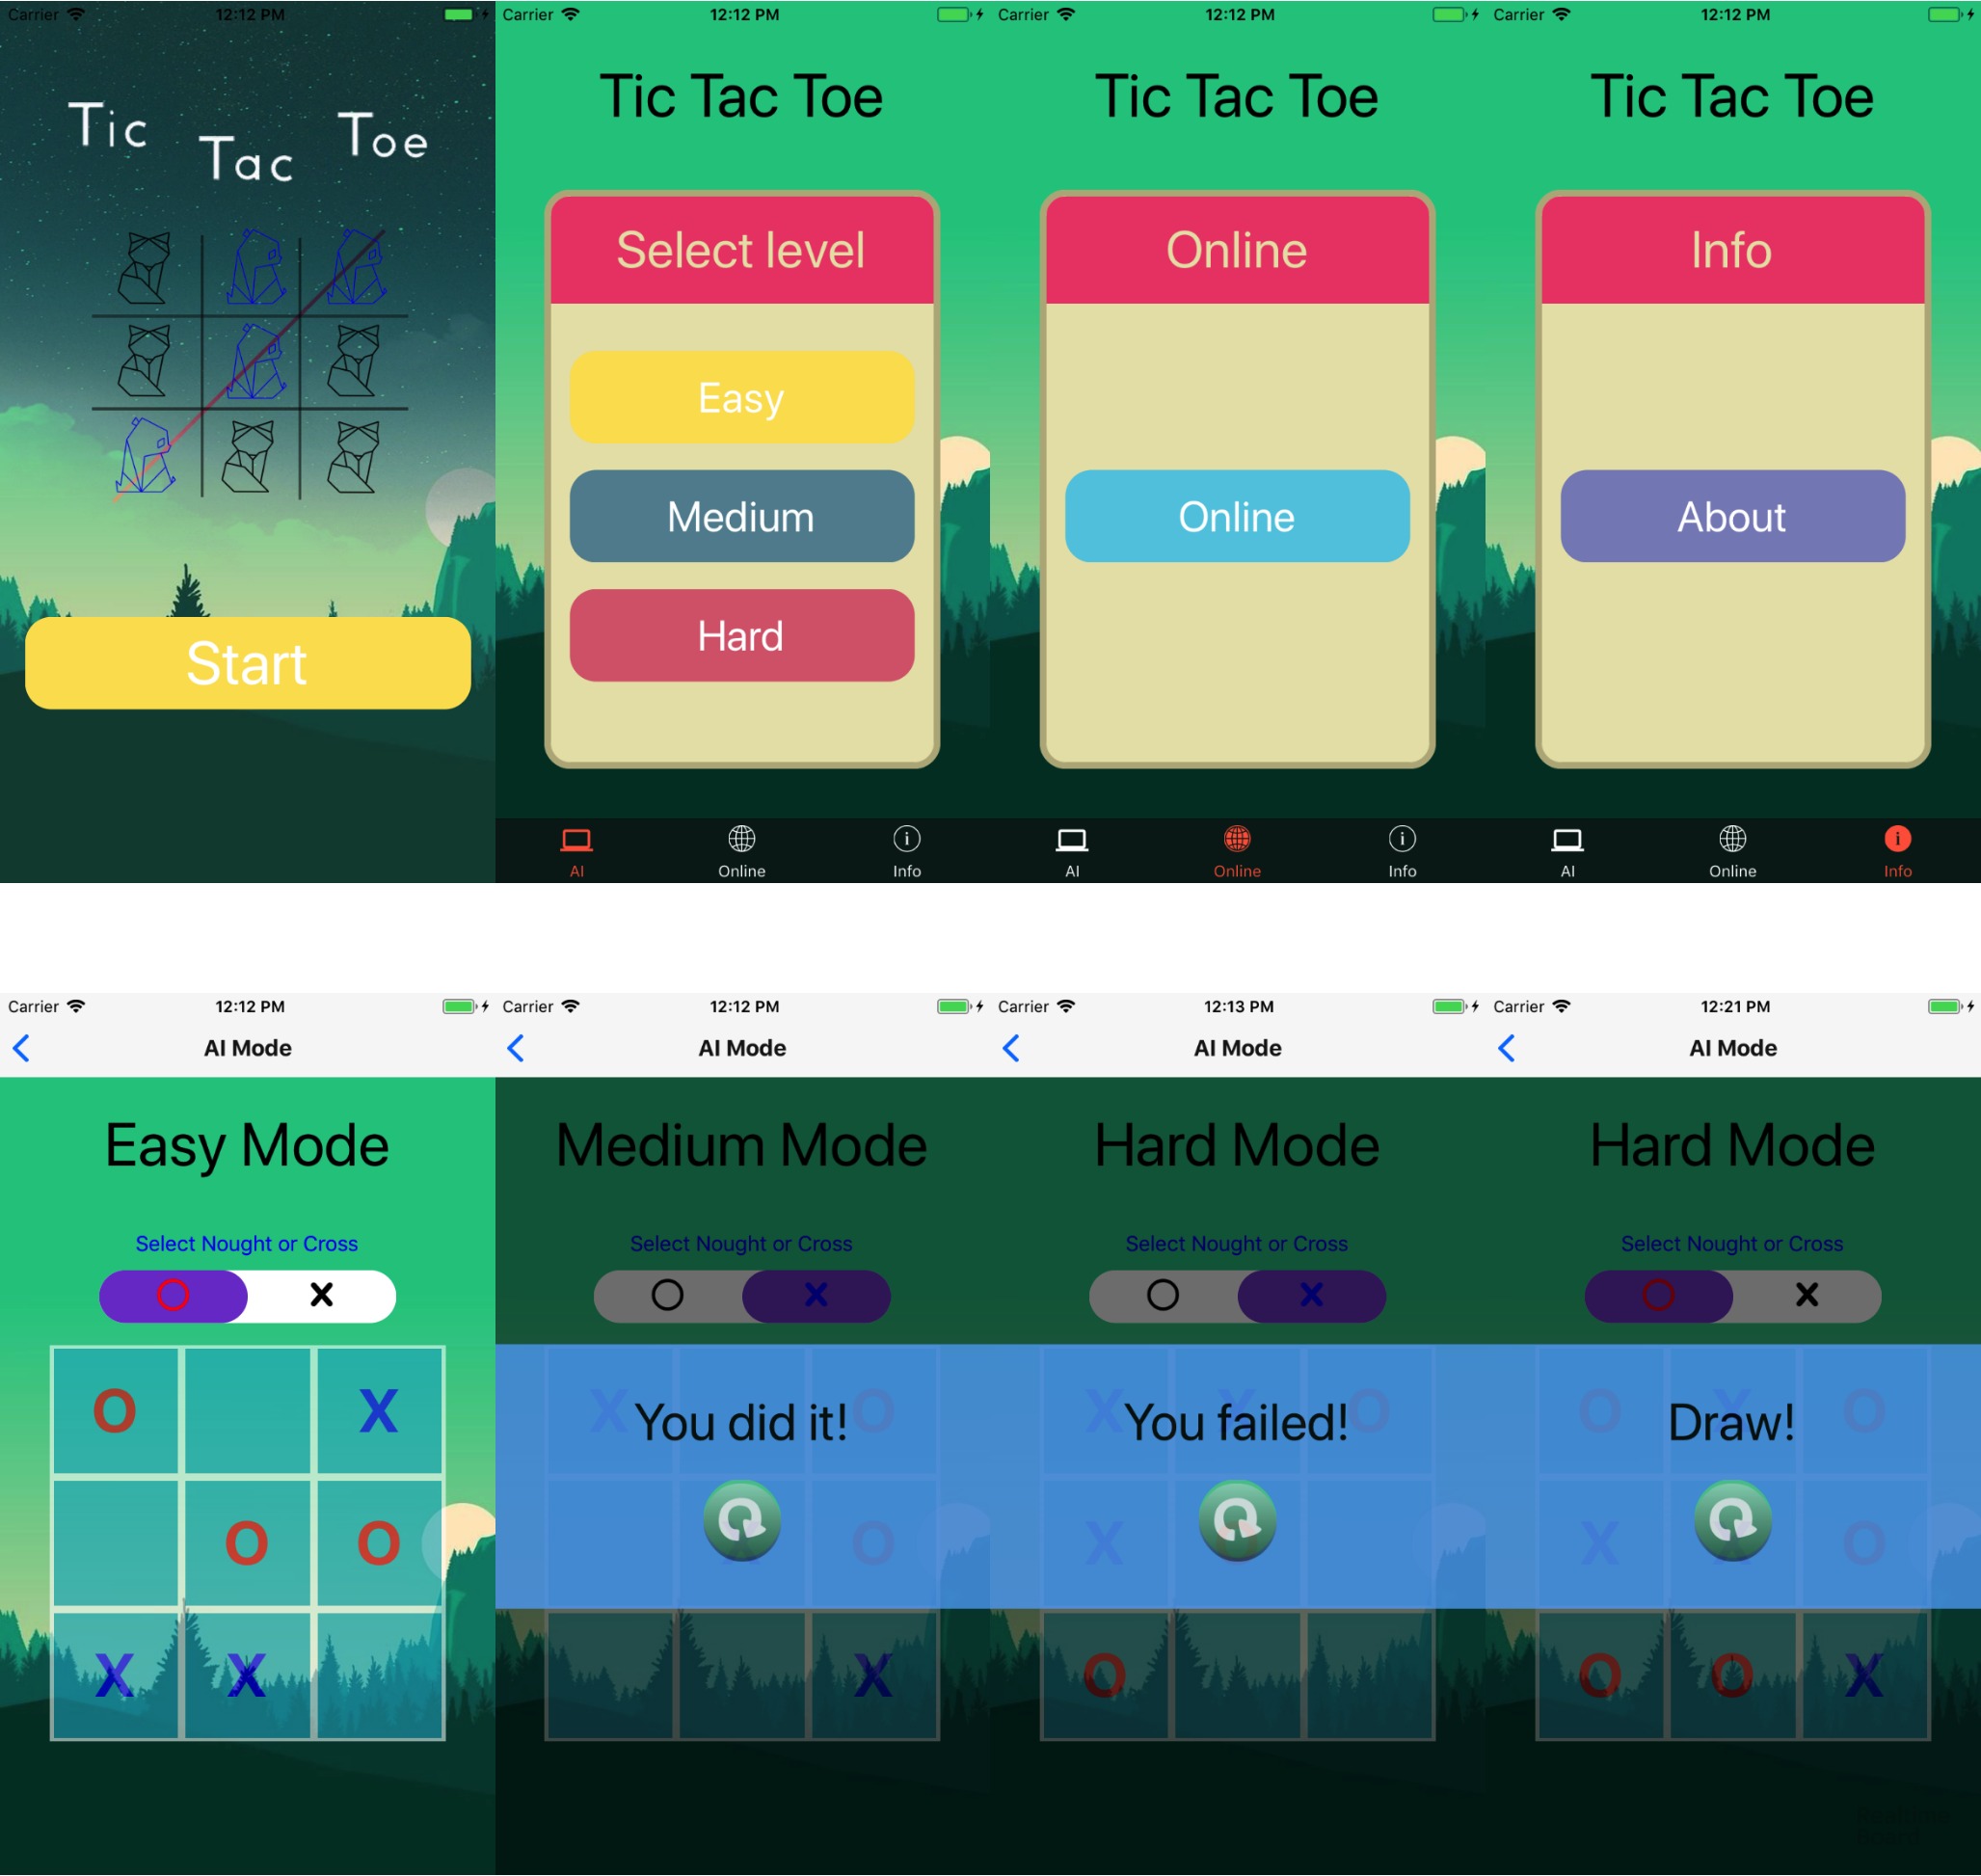 Carrier 12:12 PM
Tic Tac Toe
Start
Carrier 12:12 PM
Tic Tac Toe
Select level
Easy
Medium
Hard
AI Online Info
Carrier 12:12 PM
Tic Tac Toe
Online
Online
AI Online Info
Carrier 12:12 PM
Tic Tac Toe
Info
About
AI Online Info
Carrier 12:12 PM
AI Mode
Easy Mode
Select Nought or Cross
O X
O X
O O
X X
Carrier 12:12 PM
AI Mode
Medium Mode
Select Nought or Cross
O X
X O
You did it!
X O
X
Carrier 12:13 PM
AI Mode
Hard Mode
Select Nought or Cross
O X
X X O
You failed!
X O
O
Carrier 12:21 PM
AI Mode
Hard Mode
Select Nought or Cross
O X
O X O
Draw!
X X O
O O X